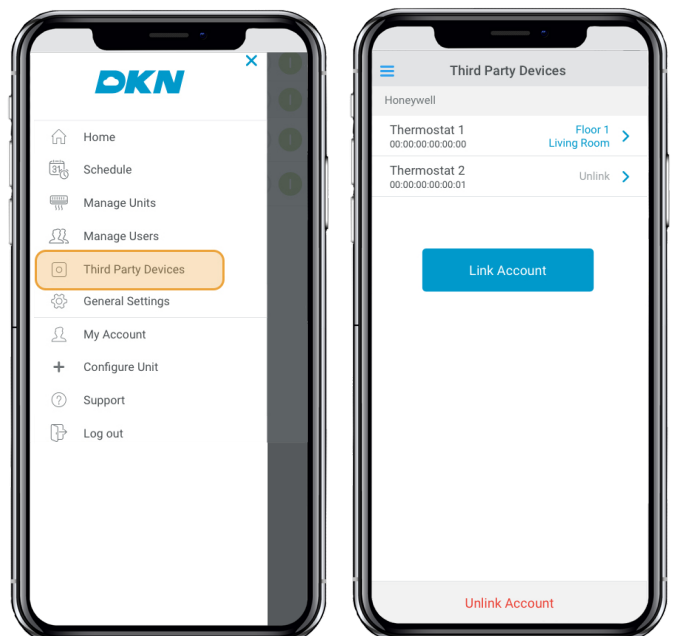 DKN
×
Home
31
Schedule
Manage Units
Manage Users
Third Party Devices
General Settings
My Account
Configure Unit
Support
Log out
Third Party Devices
Honeywell
Thermostat 1
00:00:00:00:00:00
Floor 1
Living Room
Thermostat 2
00:00:00:00:00:01
Unlink
Link Account
Unlink Account